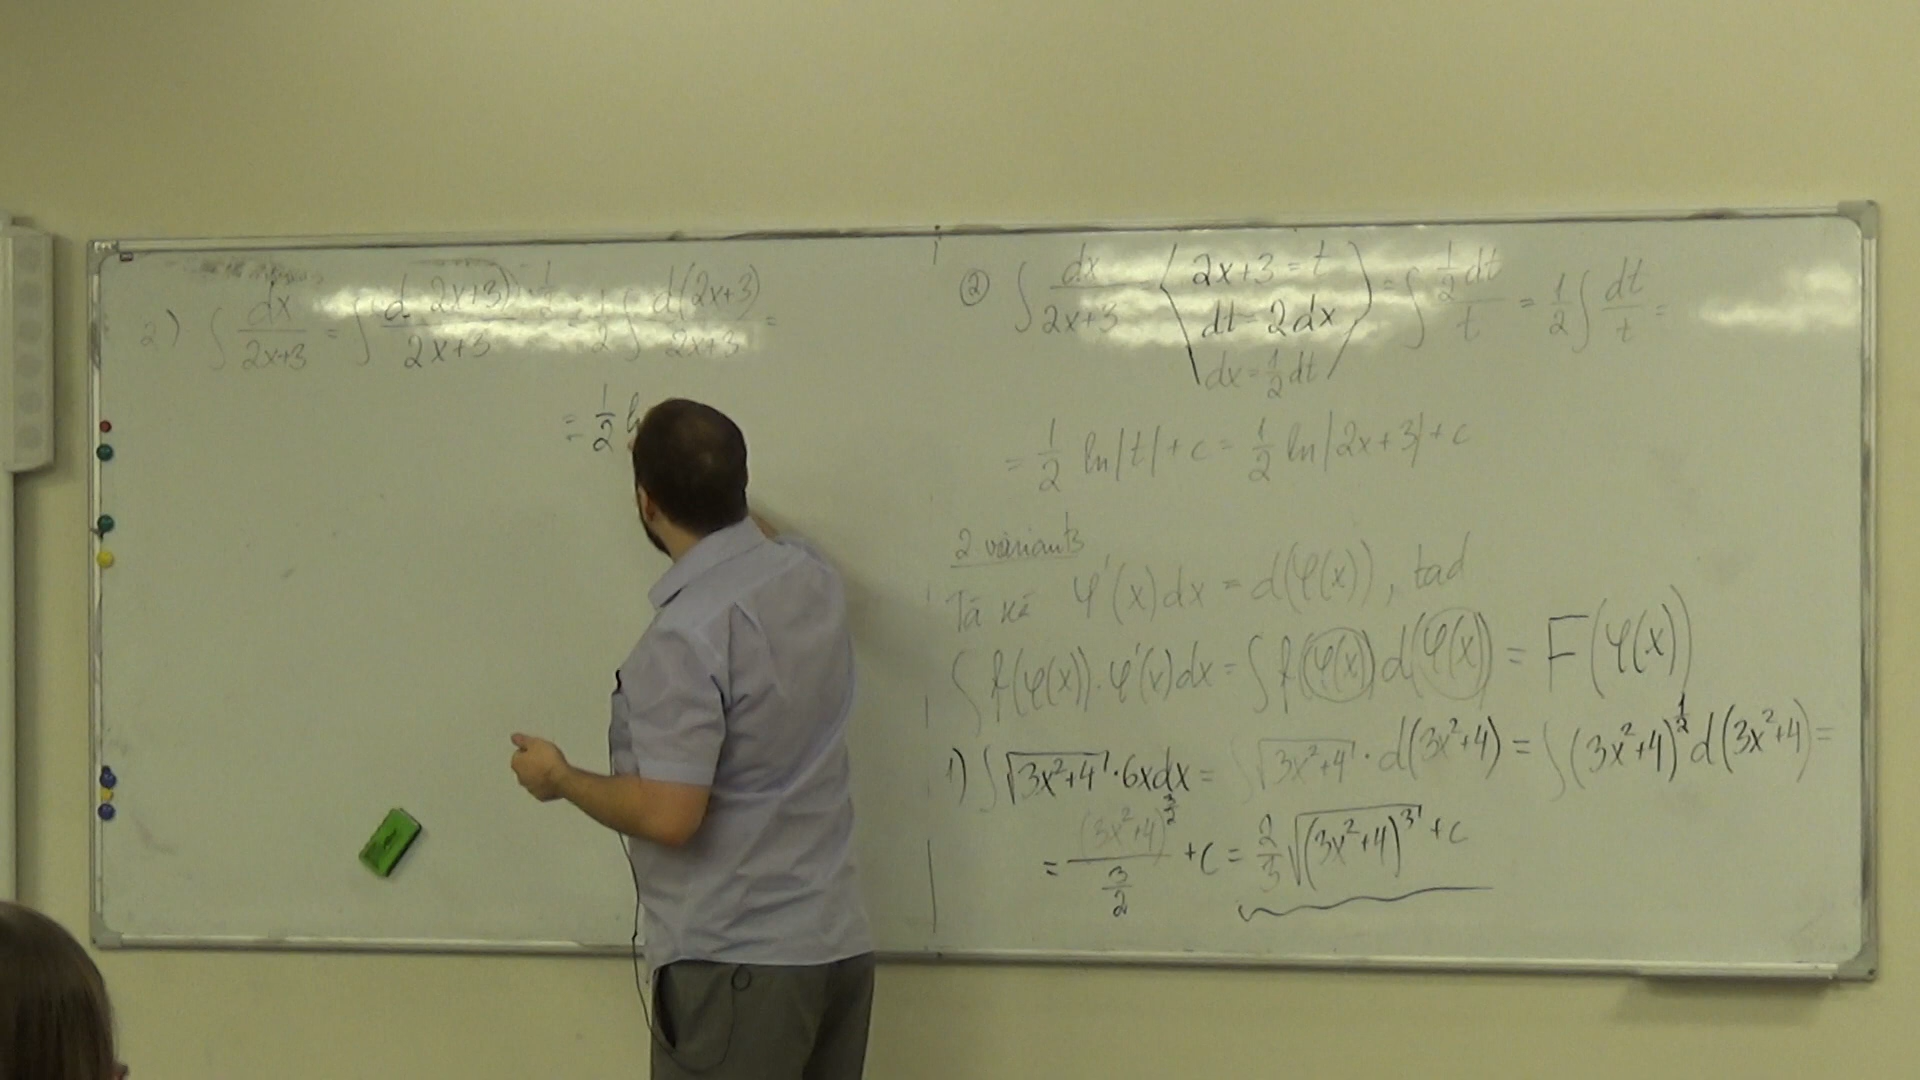 2) ∫ dx/(2x+3) = ∫ d(2x+3)·1/2 / (2x+3) = 1/2 ∫ d(2x+3)/(2x+3) =
= 1/2 ln
② ∫ dx/(2x+3) = ⟨ 2x+3 = t
dt = 2dx
dx = 1/2 dt ⟩ = ∫ (1/2 dt)/t = 1/2 ∫ dt/t =
= 1/2 ln|t| + c = 1/2 ln|2x+3| + c
2 variants
Tā kā φ'(x)dx = d(φ(x)), tad
∫ f(φ(x))·φ'(x)dx = ∫ f(φ(x)) d(φ(x)) = F(φ(x))
1) ∫ √(3x²+4) · 6xdx = ∫ √(3x²+4) · d(3x²+4) = ∫ (3x²+4)^(1/2) d(3x²+4) =
= (3x²+4)^(3/2) / (3/2) + c = 2/3 √((3x²+4)³) + c